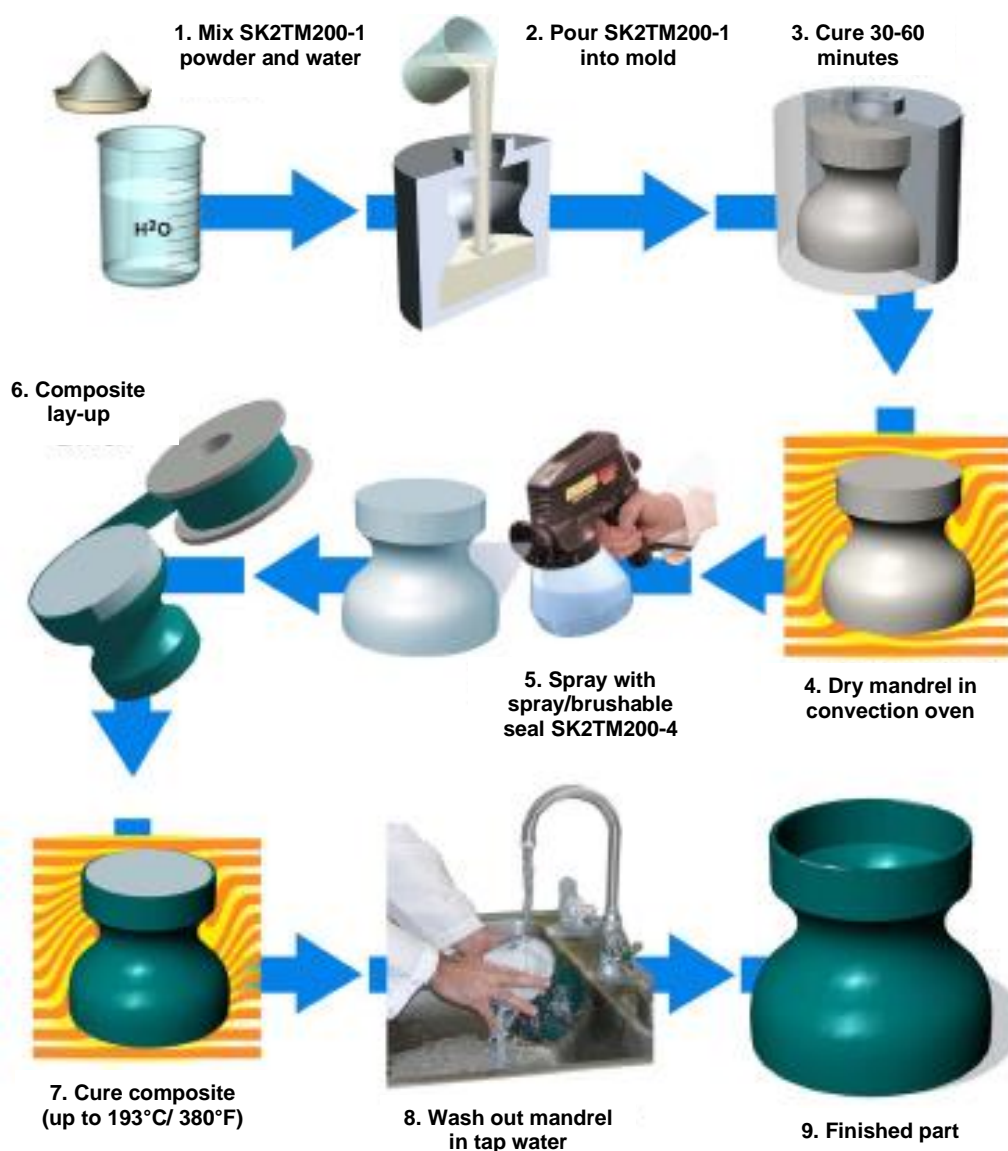 1. Mix SK2TM200-1
powder and water
2. Pour SK2TM200-1
into mold
3. Cure 30-60
minutes
H²O
6. Composite
lay-up
5. Spray with
spray/brushable
seal SK2TM200-4
4. Dry mandrel in
convection oven
7. Cure composite
(up to 193°C/ 380°F)
8. Wash out mandrel
in tap water
9. Finished part